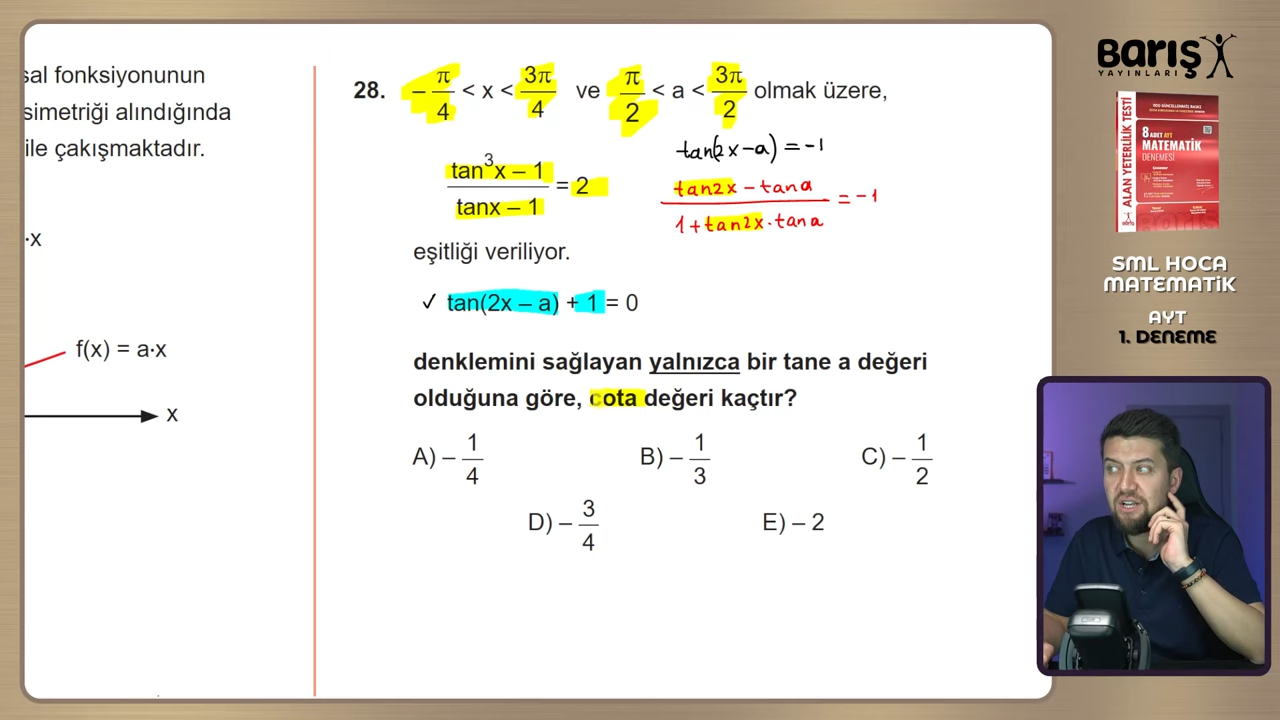 sal fonksiyonunun
simetriği alındığında
ile çakışmaktadır.
·x
f(x) = a·x
x
28. – π/4 < x < 3π/4 ve π/2 < a < 3π/2 olmak üzere,
tan(2x – a) = –1
tan³x – 1 / tanx – 1 = 2
tan2x – tana / 1 + tan2x · tana = –1
eşitliği veriliyor.
✓ tan(2x – a) + 1 = 0
denklemini sağlayan yalnızca bir tane a değeri
olduğuna göre, cota değeri kaçtır?
A) – 1/4 B) – 1/3 C) – 1/2
D) – 3/4 E) – 2
BARIŞ
YAYINLARI
ALAN YETERLİLİK TESTİ
8 ADET AYT
MATEMATİK
DENEMESİ
SML HOCA
MATEMATİK
AYT
1. DENEME